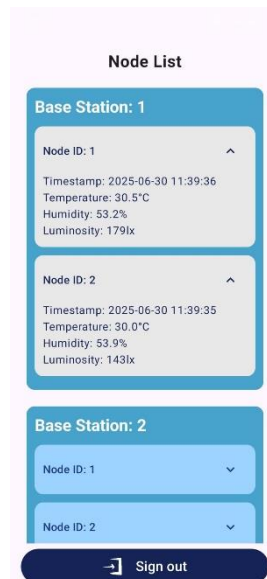 Node List
Base Station: 1
Node ID: 1
Timestamp: 2025-06-30 11:39:36
Temperature: 30.5°C
Humidity: 53.2%
Luminosity: 179lx
Node ID: 2
Timestamp: 2025-06-30 11:39:35
Temperature: 30.0°C
Humidity: 53.9%
Luminosity: 143lx
Base Station: 2
Node ID: 1
Node ID: 2
Sign out